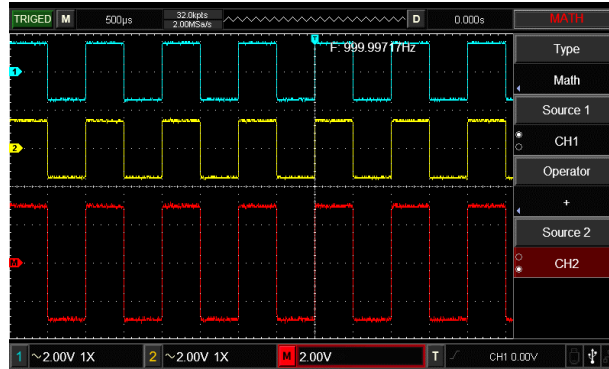 TRIGED M 500µs 32.0kpts D 0.000s MATH
2.00MSa/s
T
F: 999.99717Hz
Type
Math
Source 1
CH1
Operator
+
Source 2
CH2
1
2
M
1 ~2.00V 1X 2 ~2.00V 1X M 2.00V T CH1 0.00V